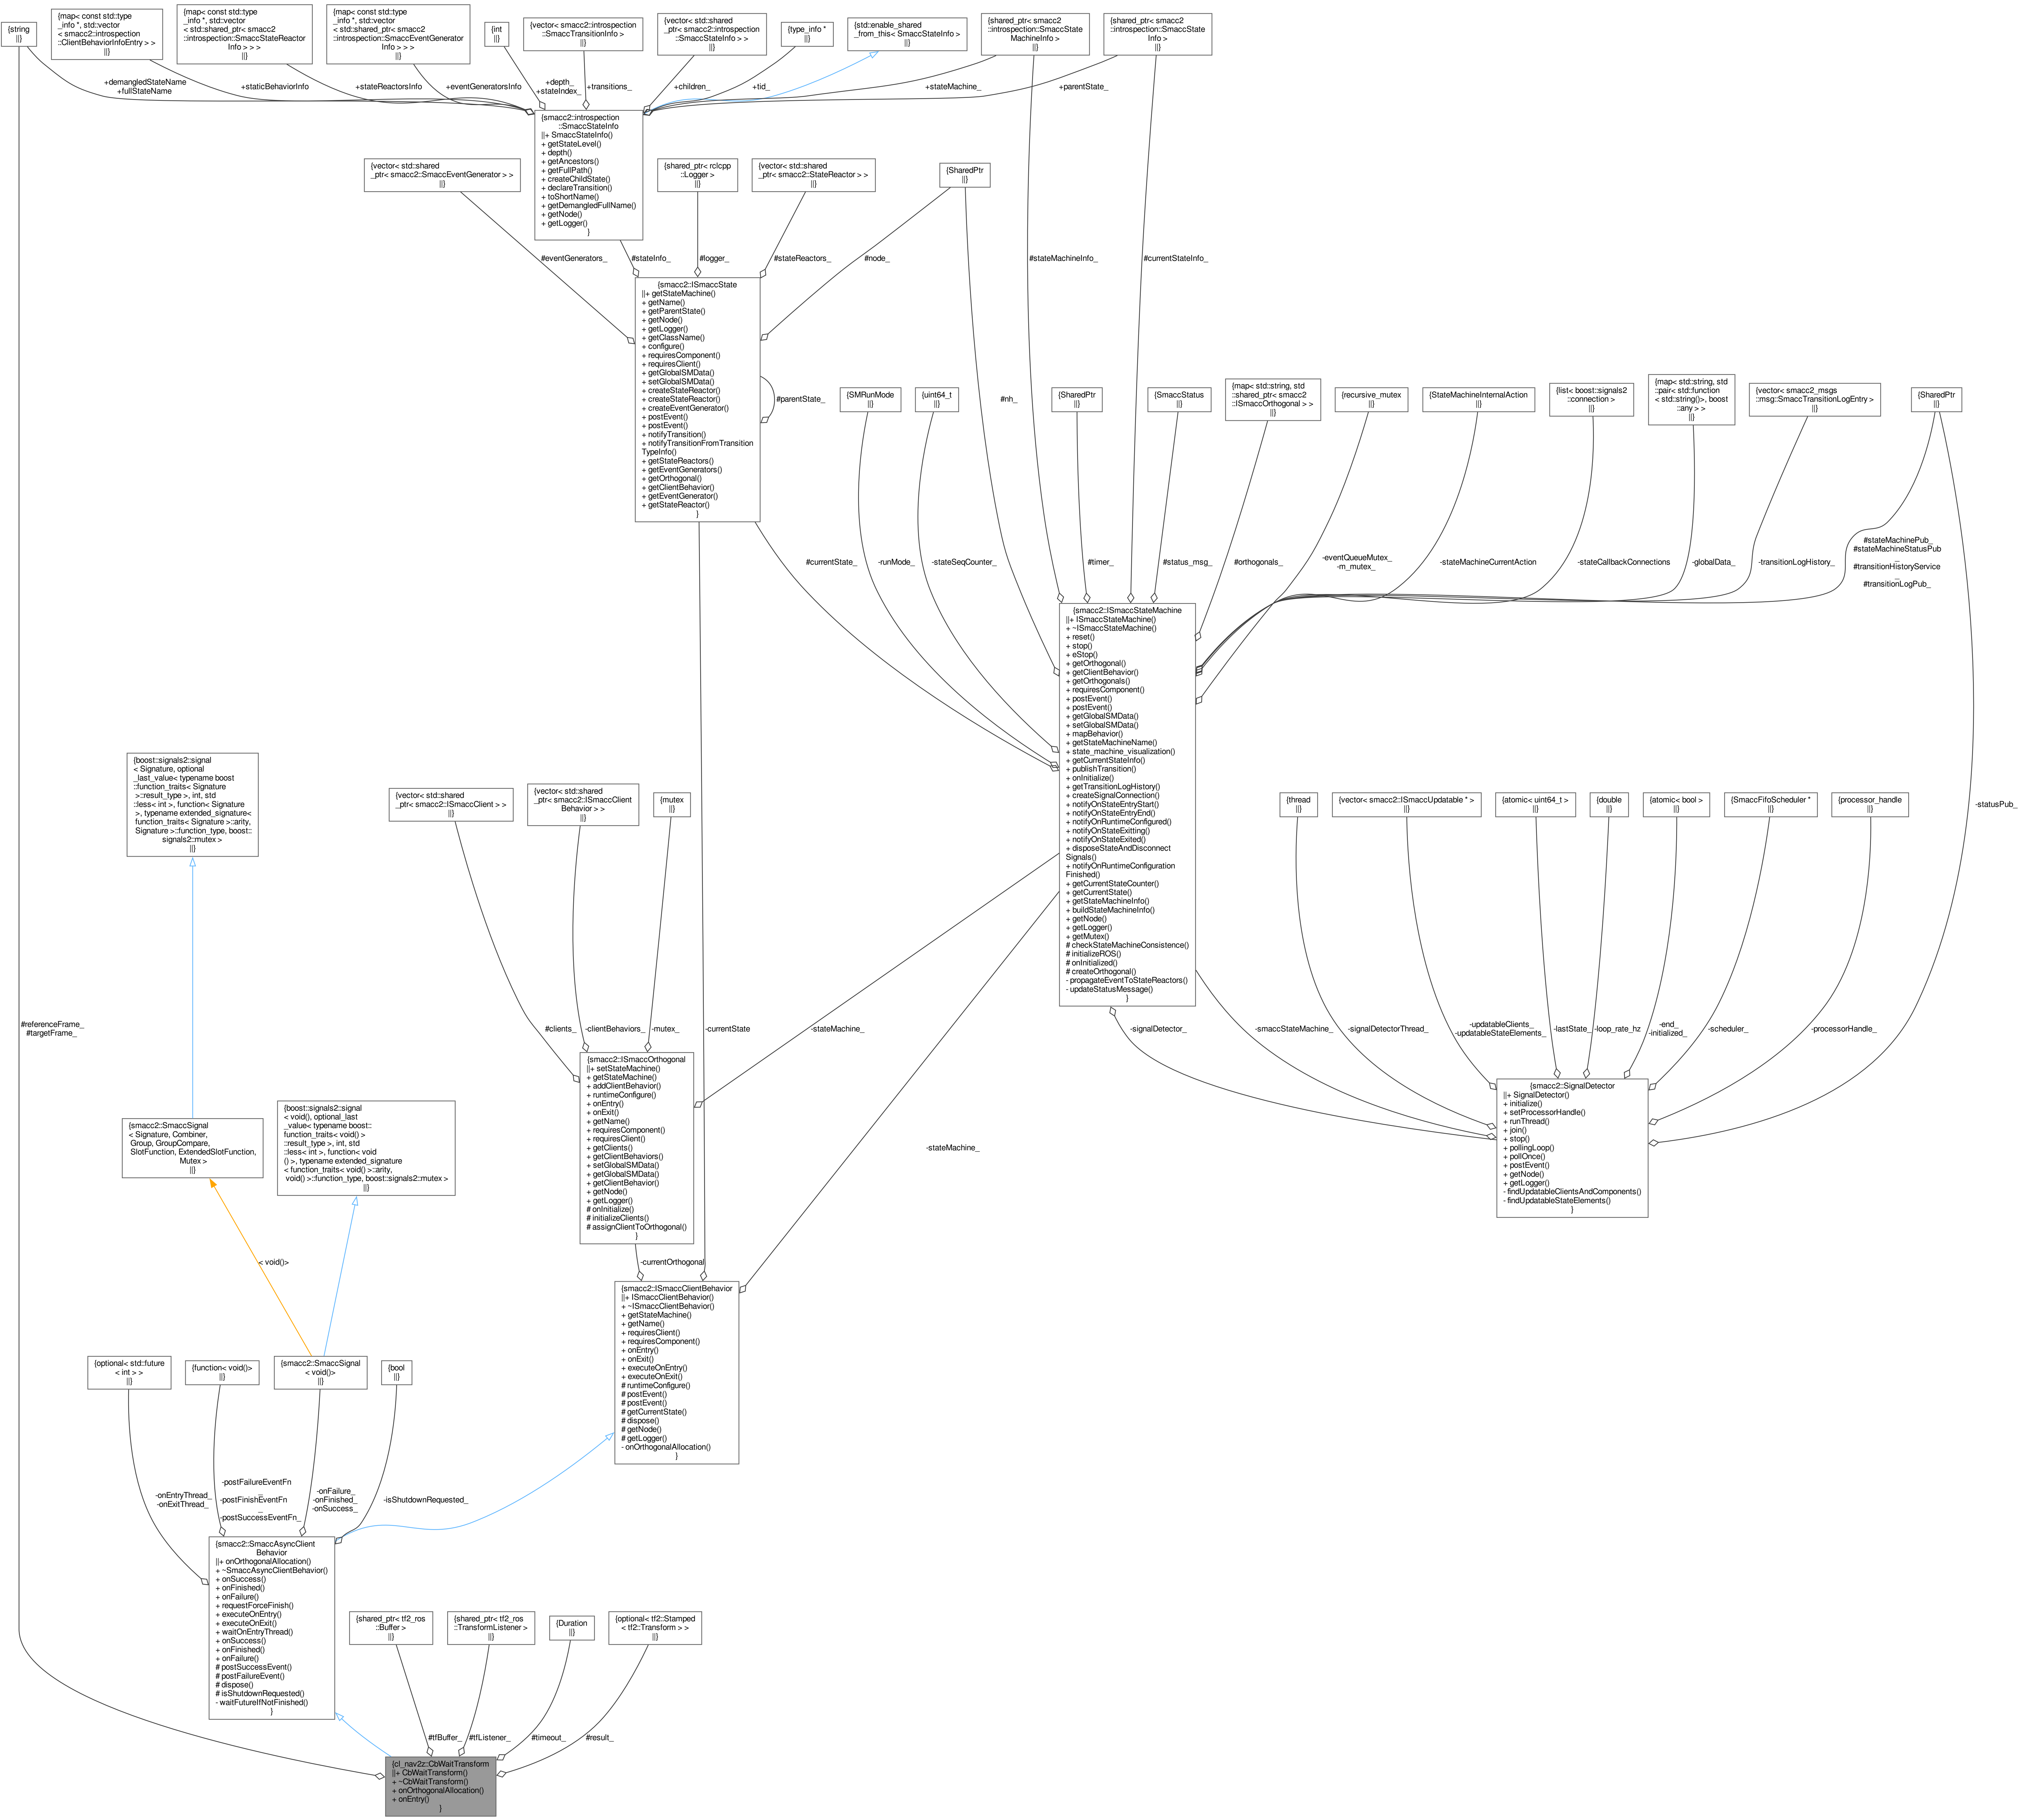 {string
||}
{map< const std::type
_info *, std::vector
< smacc2::introspection
::ClientBehaviorInfoEntry > >
||}
{map< const std::type
_info *, std::vector
< std::shared_ptr< smacc2
::introspection::SmaccStateReactor
Info > > >
||}
{map< const std::type
_info *, std::vector
< std::shared_ptr< smacc2
::introspection::SmaccEventGenerator
Info > > >
||}
{int
||}
{vector< smacc2::introspection
::SmaccTransitionInfo >
||}
{vector< std::shared
_ptr< smacc2::introspection
::SmaccStateInfo > >
||}
{type_info *
||}
{std::enable_shared
_from_this< SmaccStateInfo >
||}
{shared_ptr< smacc2
::introspection::SmaccState
MachineInfo >
||}
{shared_ptr< smacc2
::introspection::SmaccState
Info >
||}
+demangledStateName
+fullStateName
+staticBehaviorInfo
+stateReactorsInfo
+eventGeneratorsInfo
+depth_
+stateIndex_
+transitions_
+children_
+tid_
+stateMachine_
+parentState_
{smacc2::introspection
::SmaccStateInfo
||+ SmaccStateInfo()
+ getStateLevel()
+ depth()
+ getAncestors()
+ getFullPath()
+ createChildState()
+ declareTransition()
+ toShortName()
+ getDemangledFullName()
+ getNode()
+ getLogger()
}
{vector< std::shared
_ptr< smacc2::SmaccEventGenerator > >
||}
{shared_ptr< rclcpp
::Logger >
||}
{vector< std::shared
_ptr< smacc2::StateReactor > >
||}
{SharedPtr
||}
#eventGenerators_
#stateInfo_
#logger_
#stateReactors_
#node_
#stateMachineInfo_
#currentStateInfo_
{smacc2::ISmaccState
||+ getStateMachine()
+ getName()
+ getParentState()
+ getNode()
+ getLogger()
+ getClassName()
+ configure()
+ requiresComponent()
+ requiresClient()
+ getGlobalSMData()
+ setGlobalSMData()
+ createStateReactor()
+ createStateReactor()
+ createEventGenerator()
+ postEvent()
+ postEvent()
+ notifyTransition()
+ notifyTransitionFromTransition
TypeInfo()
+ getStateReactors()
+ getEventGenerators()
+ getOrthogonal()
+ getClientBehavior()
+ getEventGenerator()
+ getStateReactor()
}
#parentState_
{SMRunMode
||}
{uint64_t
||}
#nh_
{SharedPtr
||}
{SmaccStatus
||}
{map< std::string, std
::shared_ptr< smacc2
::ISmaccOrthogonal > >
||}
{recursive_mutex
||}
{StateMachineInternalAction
||}
{list< boost::signals2
::connection >
||}
{map< std::string, std
::pair< std::function
< std::string()>, boost
::any > >
||}
{vector< smacc2_msgs
::msg::SmaccTransitionLogEntry >
||}
{SharedPtr
||}
#currentState_
-runMode_
-stateSeqCounter_
#timer_
#status_msg_
#orthogonals_
-eventQueueMutex_
-m_mutex_
-stateMachineCurrentAction
-stateCallbackConnections
-globalData_
-transitionLogHistory_
#stateMachinePub_
#stateMachineStatusPub
_
#transitionHistoryService
_
#transitionLogPub_
{smacc2::ISmaccStateMachine
||+ ISmaccStateMachine()
+ ~ISmaccStateMachine()
+ reset()
+ stop()
+ eStop()
+ getOrthogonal()
+ getClientBehavior()
+ getOrthogonals()
+ requiresComponent()
+ postEvent()
+ postEvent()
+ getGlobalSMData()
+ setGlobalSMData()
+ mapBehavior()
+ getStateMachineName()
+ state_machine_visualization()
+ getCurrentStateInfo()
+ publishTransition()
+ onInitialize()
+ getTransitionLogHistory()
+ createSignalConnection()
+ notifyOnStateEntryStart()
+ notifyOnStateEntryEnd()
+ notifyOnRuntimeConfigured()
+ notifyOnStateExitting()
+ notifyOnStateExited()
+ disposeStateAndDisconnect
Signals()
+ notifyOnRuntimeConfiguration
Finished()
+ getCurrentStateCounter()
+ getCurrentState()
+ getStateMachineInfo()
+ buildStateMachineInfo()
+ getNode()
+ getLogger()
+ getMutex()
# checkStateMachineConsistence()
# initializeROS()
# onInitialized()
# createOrthogonal()
- propagateEventToStateReactors()
- updateStatusMessage()
}
{boost::signals2::signal
< Signature, optional
_last_value< typename boost
::function_traits< Signature
>::result_type >, int, std
::less< int >, function< Signature
>, typename extended_signature<
function_traits< Signature >::arity,
Signature >::function_type, boost::
signals2::mutex >
||}
{vector< std::shared
_ptr< smacc2::ISmaccClient > >
||}
{vector< std::shared
_ptr< smacc2::ISmaccClient
Behavior > >
||}
{mutex
||}
{thread
||}
{vector< smacc2::ISmaccUpdatable * >
||}
{atomic< uint64_t >
||}
{double
||}
{atomic< bool >
||}
{SmaccFifoScheduler *
||}
{processor_handle
||}
-statusPub_
#referenceFrame_
#targetFrame_
#clients_
-clientBehaviors_
-mutex_
-currentState
-stateMachine_
-signalDetector_
-smaccStateMachine_
-signalDetectorThread_
-updatableClients_
-updatableStateElements_
-lastState_
-loop_rate_hz
-end_
-initialized_
-scheduler_
-processorHandle_
{smacc2::ISmaccOrthogonal
||+ setStateMachine()
+ getStateMachine()
+ addClientBehavior()
+ runtimeConfigure()
+ onEntry()
+ onExit()
+ getName()
+ requiresComponent()
+ requiresClient()
+ getClients()
+ getClientBehaviors()
+ setGlobalSMData()
+ getGlobalSMData()
+ getClientBehavior()
+ getNode()
+ getLogger()
# onInitialize()
# initializeClients()
# assignClientToOrthogonal()
}
{smacc2::SignalDetector
||+ SignalDetector()
+ initialize()
+ setProcessorHandle()
+ runThread()
+ join()
+ stop()
+ pollingLoop()
+ pollOnce()
+ postEvent()
+ getNode()
+ getLogger()
- findUpdatableClientsAndComponents()
- findUpdatableStateElements()
}
{smacc2::SmaccSignal
< Signature, Combiner,
Group, GroupCompare,
SlotFunction, ExtendedSlotFunction,
Mutex >
||}
{boost::signals2::signal
< void(), optional_last
_value< typename boost::
function_traits< void() >
::result_type >, int, std
::less< int >, function< void
() >, typename extended_signature
< function_traits< void() >::arity,
void() >::function_type, boost::signals2::mutex >
||}
-stateMachine_
< void()>
-currentOrthogonal
{smacc2::ISmaccClientBehavior
||+ ISmaccClientBehavior()
+ ~ISmaccClientBehavior()
+ getStateMachine()
+ getName()
+ requiresClient()
+ requiresComponent()
+ onEntry()
+ onExit()
+ executeOnEntry()
+ executeOnExit()
# runtimeConfigure()
# postEvent()
# postEvent()
# getCurrentState()
# dispose()
# getNode()
# getLogger()
- onOrthogonalAllocation()
}
{optional< std::future
< int > >
||}
{function< void()>
||}
{smacc2::SmaccSignal
< void()>
||}
{bool
||}
-onEntryThread_
-onExitThread_
-postFailureEventFn
_
-postFinishEventFn
_
-postSuccessEventFn_
-onFailure_
-onFinished_
-onSuccess_
-isShutdownRequested_
{smacc2::SmaccAsyncClient
Behavior
||+ onOrthogonalAllocation()
+ ~SmaccAsyncClientBehavior()
+ onSuccess()
+ onFinished()
+ onFailure()
+ requestForceFinish()
+ executeOnEntry()
+ executeOnExit()
+ waitOnEntryThread()
+ onSuccess()
+ onFinished()
+ onFailure()
# postSuccessEvent()
# postFailureEvent()
# dispose()
# isShutdownRequested()
- waitFutureIfNotFinished()
}
{shared_ptr< tf2_ros
::Buffer >
||}
{shared_ptr< tf2_ros
::TransformListener >
||}
{Duration
||}
{optional< tf2::Stamped
< tf2::Transform > >
||}
#tfBuffer_
#tfListener_
#timeout_
#result_
{cl_nav2z::CbWaitTransform
||+ CbWaitTransform()
+ ~CbWaitTransform()
+ onOrthogonalAllocation()
+ onEntry()
}